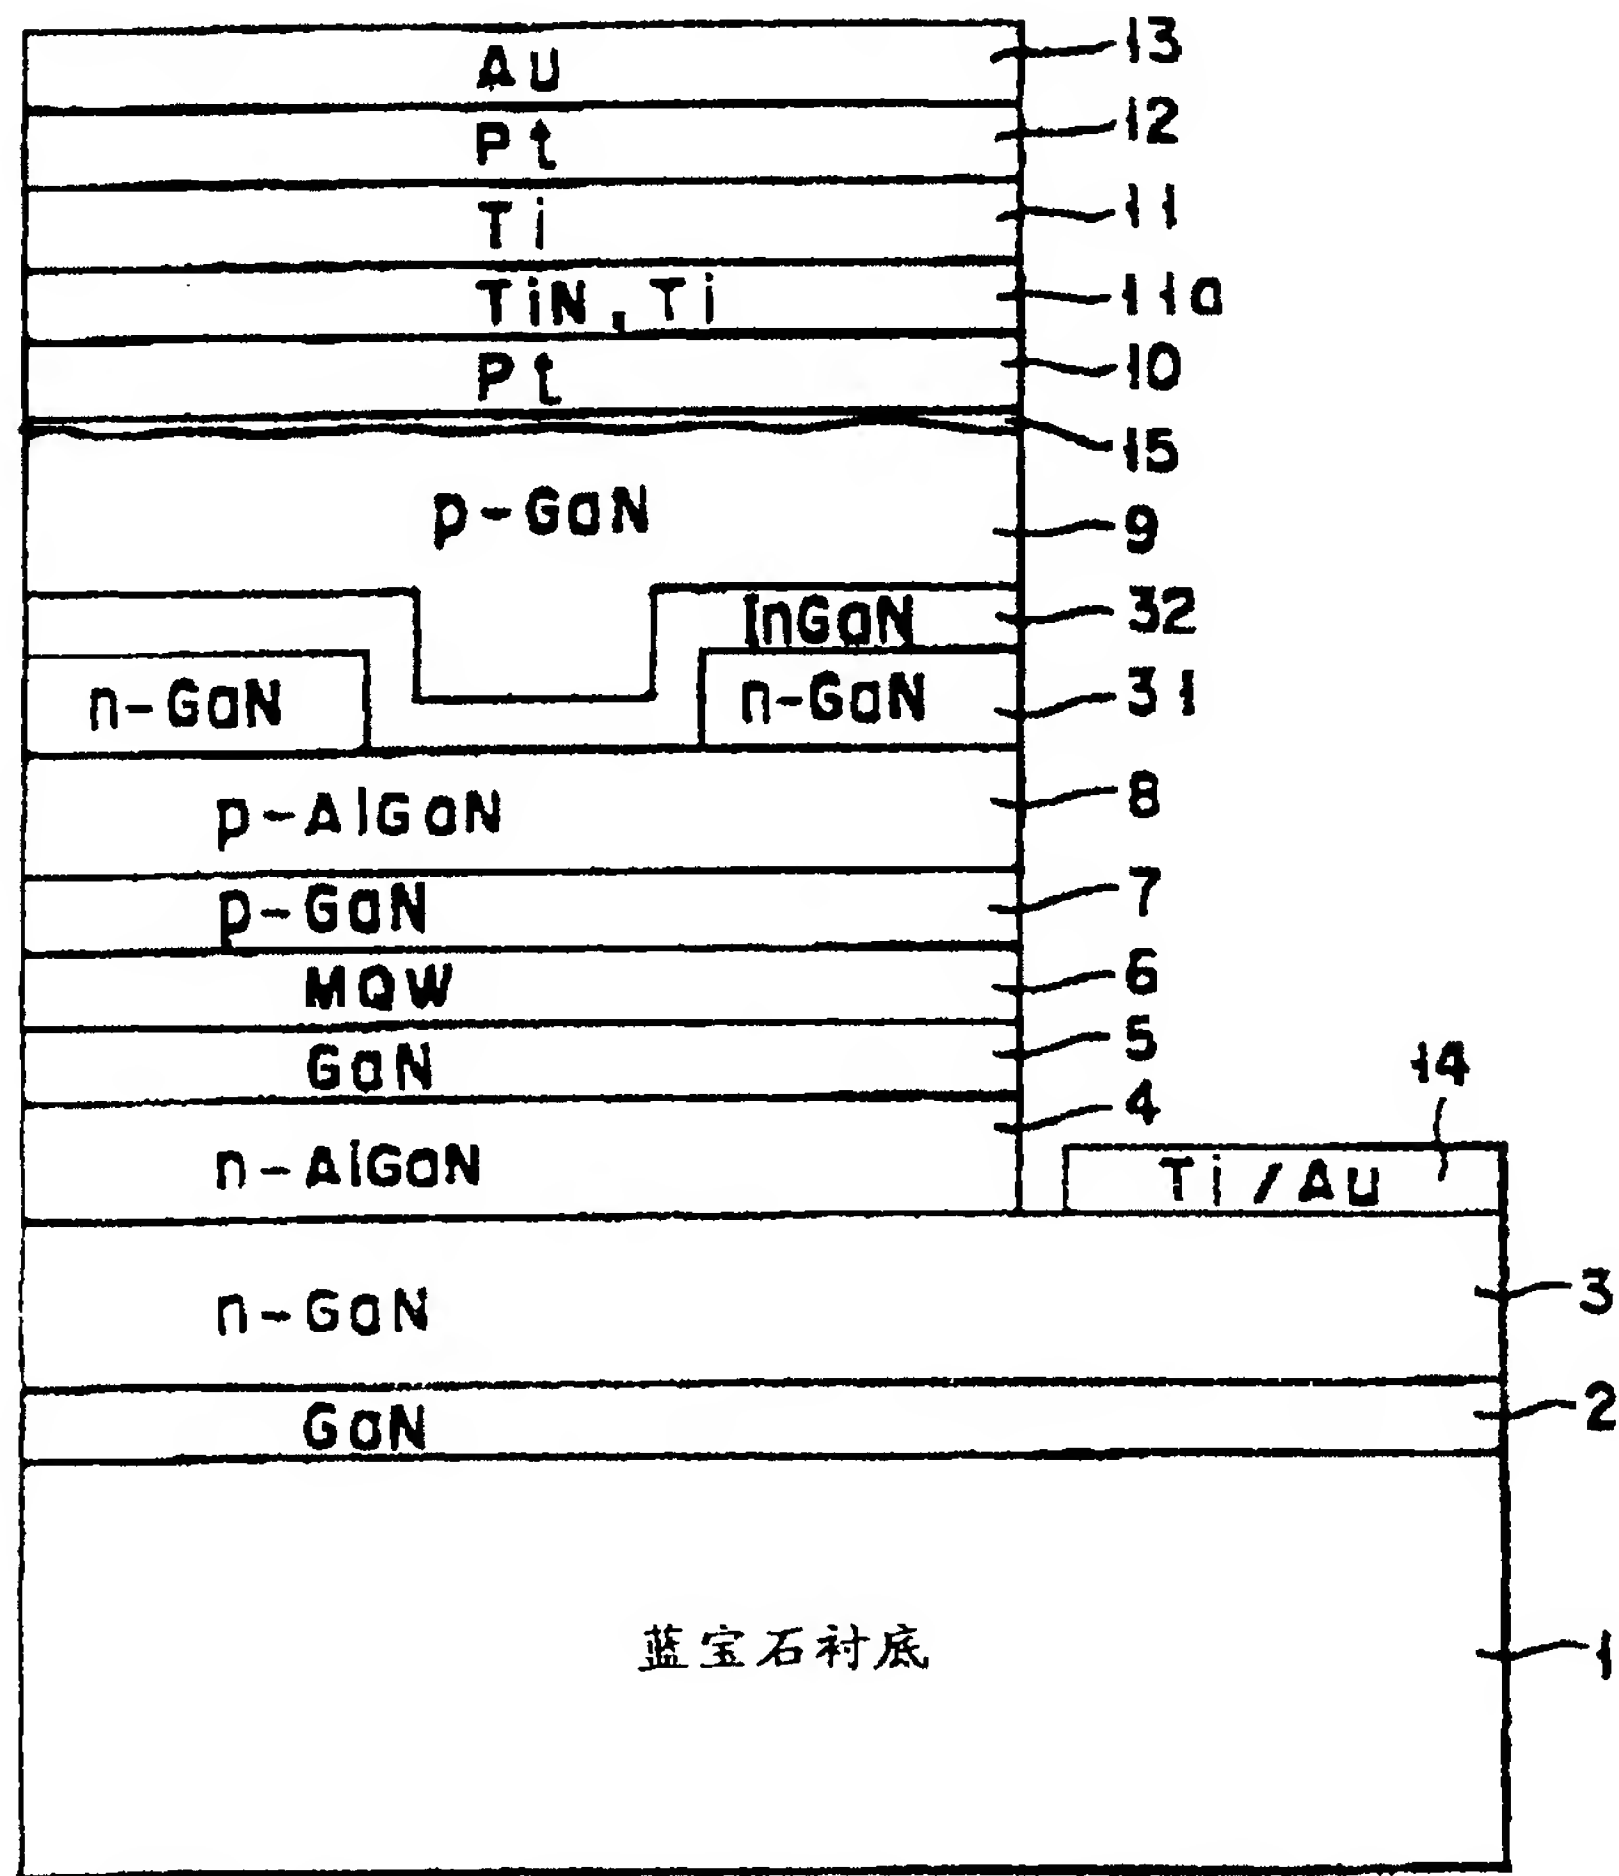 Au 13
Pt 12
Ti 11
TiN, Ti 11a
Pt 10
15
p-GaN 9
InGaN 32
n-GaN n-GaN 31
p-AlGaN 8
p-GaN 7
MQW 6
GaN 5
14
4
n-AlGaN Ti/Au
n-GaN 3
GaN 2
蓝宝石衬底 1